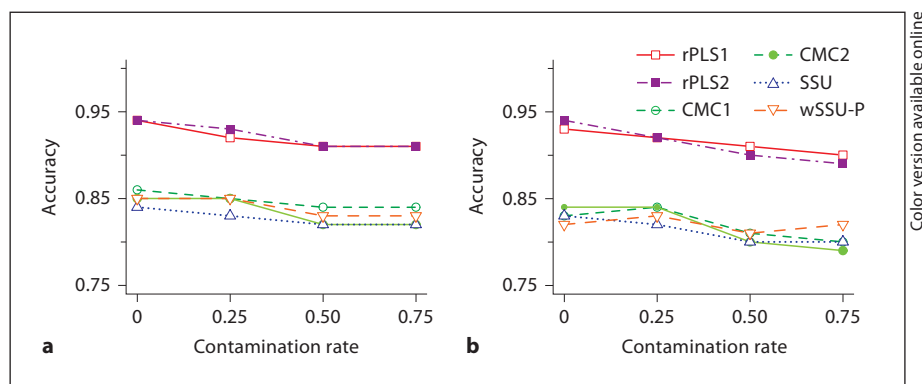 Accuracy
0.95
0.85
0.75
0
0.25
0.50
0.75
Contamination rate
a
Accuracy
0.95
0.85
0.75
0
0.25
0.50
0.75
Contamination rate
b
rPLS1
rPLS2
CMC1
CMC2
SSU
wSSU-P
Color version available online